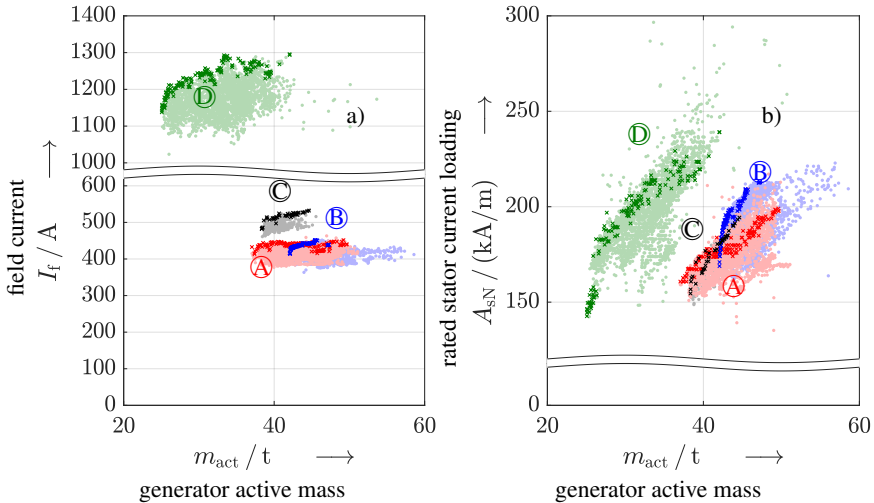 1400
1300
1200
1100
1000
600
500
400
300
200
100
0
20
40
60
field current
I_f / A
m_act / t
generator active mass
a)
D
C
B
A
300
250
200
150
0
20
40
60
rated stator current loading
A_sN / (kA/m)
m_act / t
generator active mass
b)
D
B
C
A